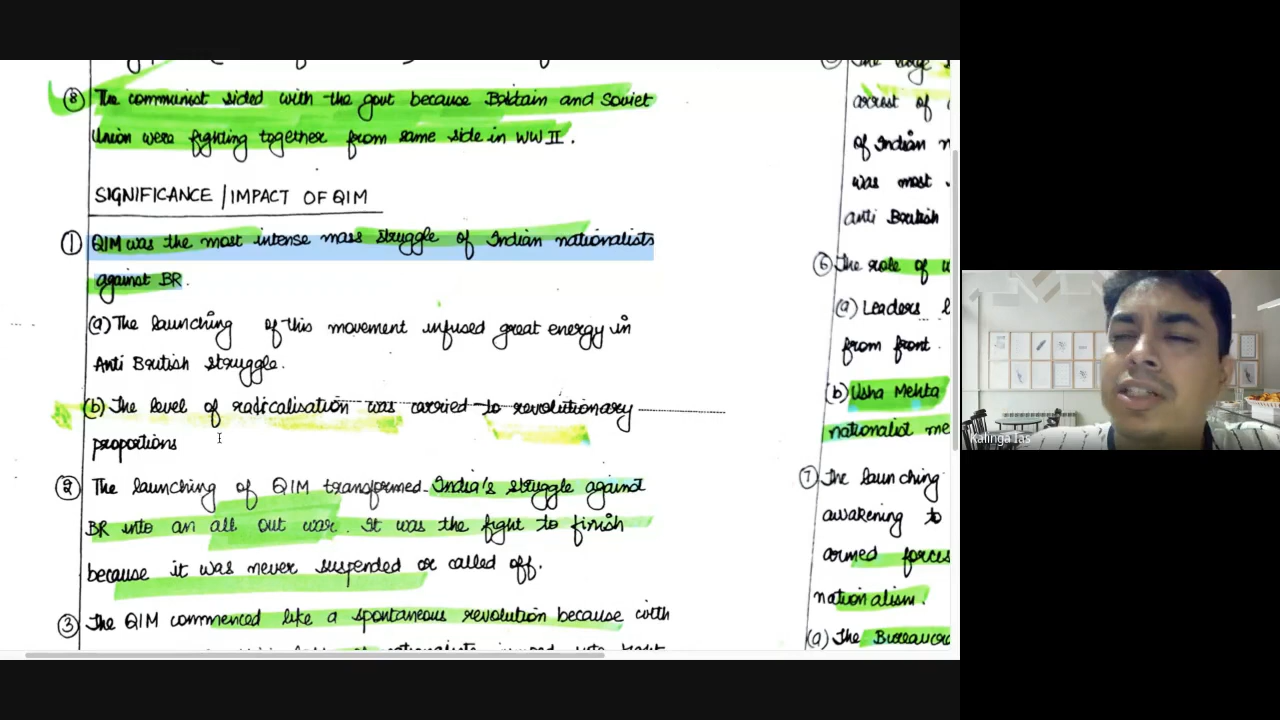 ⑧ The communist sided with the govt because Britain and Soviet
Union were fighting together from same side in WW II.
SIGNIFICANCE / IMPACT OF QIM
① QIM was the most intense mass struggle of Indian nationalists
against BR.
(a) The launching of this movement infused great energy in
Anti British struggle.
(b) The level of radicalisation was carried to revolutionary
proportions
② The launching of QIM transformed India's struggle against
BR into an all out war. It was the fight to finish
because it was never suspended or called off.
③ The QIM commenced like a spontaneous revolution because with
arrest of
of Indian
was most
anti British
⑥ The role of
(a) Leaders
from front.
(b) Usha Mehta
nationalist
⑦ The launching
awakening to
armed forces
nationalism.
(a) The
Kalinga Ias